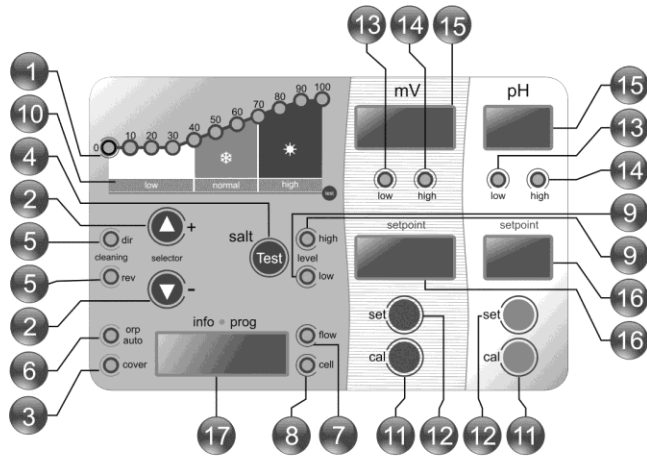 13 14 15
mV pH
1 15
10 0 10 20 30 40 50 60 70 80 90 100
13
4 low normal high low high low high 14
test
2 + salt Test high setpoint setpoint 9
5 dir cleaning selector level 9
5 rev - low
16
2 set set
info • prog 16
6 orp auto flow
cal cal
3 cover cell
17 8 7 11 12 12 11